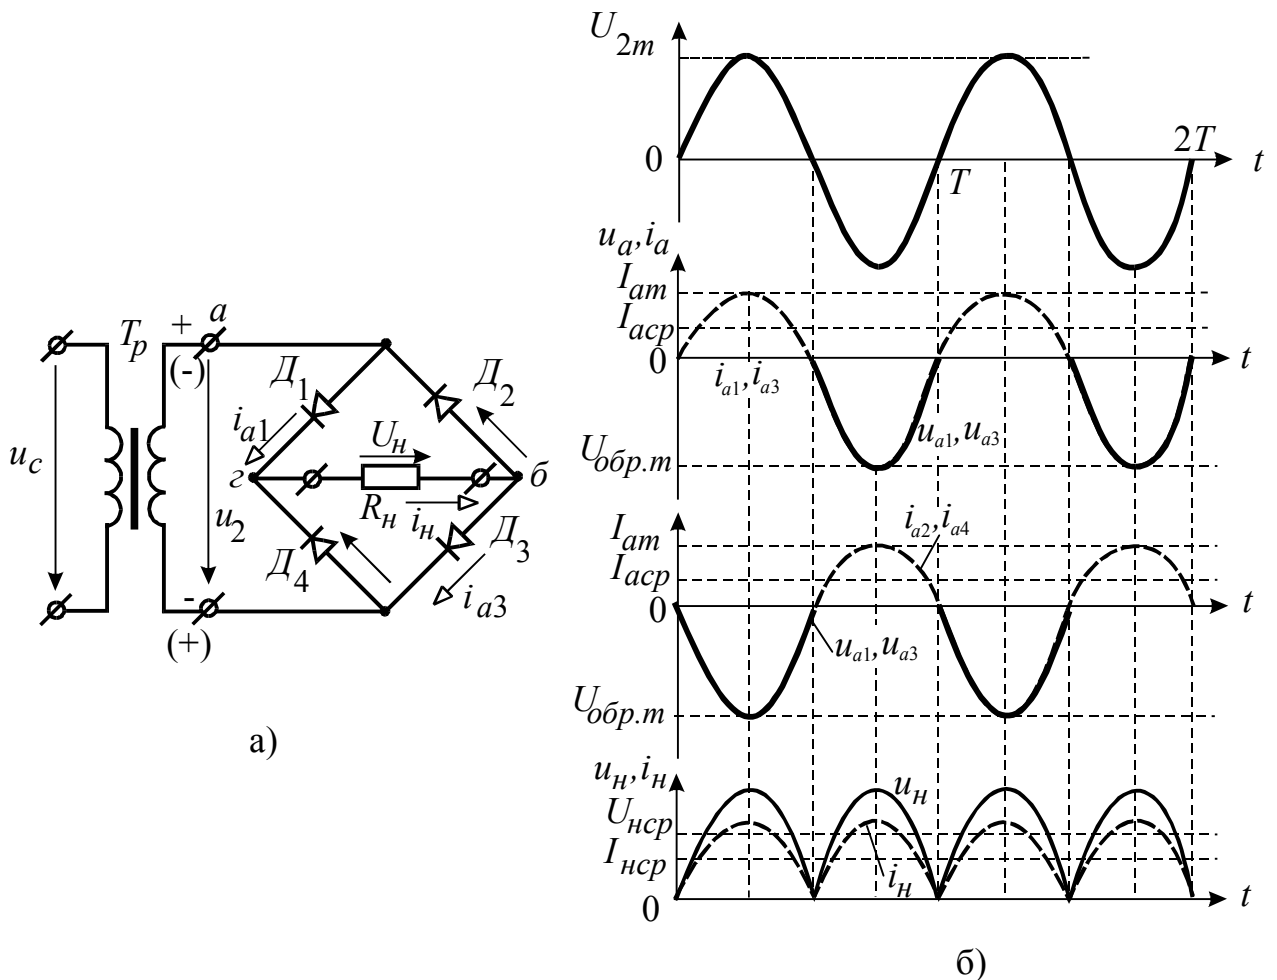 Tр
+ а
(-)
Д1
Д2
iа1
Uн
uс
г
б
u2
Rн
iн
Д3
Д4
-
iа3
(+)
а)
U2m
0
T
2T
t
uа,iа
Iаm
Iаср
0
t
iа1,iа3
uа1,uа3
Uобр.m
Iаm
iа2,iа4
Iаср
0
t
uа1,uа3
Uобр.m
uн,iн
uн
Uнср
Iнср
iн
0
t
б)